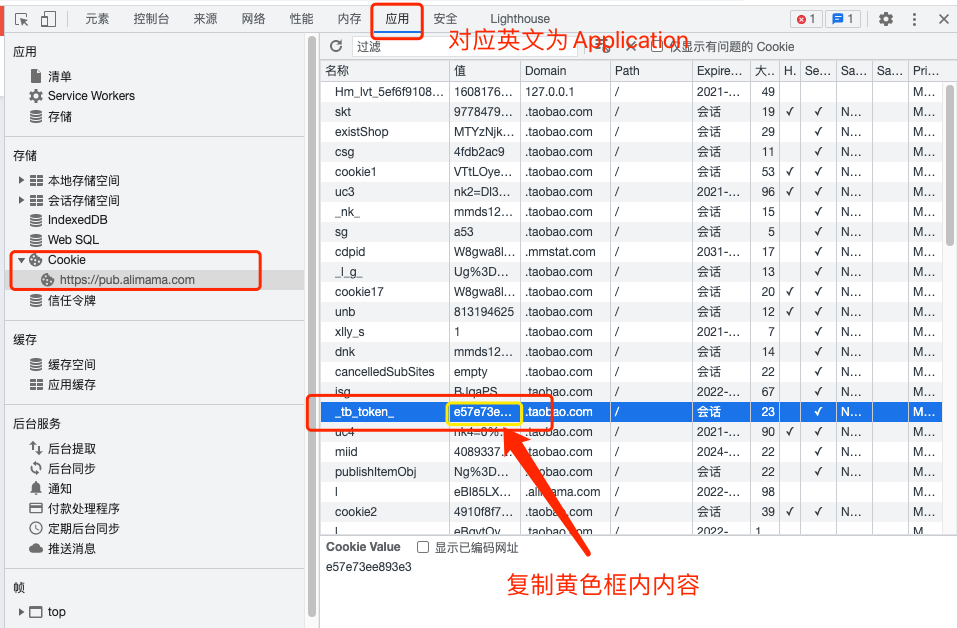 元素 控制台 来源 网络 性能 内存 应用 安全 Lighthouse 1 1
对应英文为 Application
应用
清单
Service Workers
存储
存储
本地存储空间
会话存储空间
IndexedDB
Web SQL
Cookie
https://pub.alimama.com
信任令牌
缓存
缓存空间
应用缓存
后台服务
后台提取
后台同步
通知
付款处理程序
定期后台同步
推送消息
帧
top
过滤 仅显示有问题的 Cookie
名称 值 Domain Path Expire... 大.. H. Se... Sa... Sa... Pri...
Hm_lvt_5ef6f9108... 1608176... 127.0.0.1 / 2021-... 49 M...
skt 9778479... .taobao.com / 会话 19 ✓ ✓ N... M...
existShop MTYzNjk... .taobao.com / 会话 29 ✓ N... M...
csg 4fdb2ac9 .taobao.com / 会话 11 ✓ N... M...
cookie1 VTtLOye... .taobao.com / 会话 53 ✓ ✓ N... M...
uc3 nk2=DI3... .taobao.com / 2021-... 96 ✓ ✓ N... M...
_nk_ mmds12... .taobao.com / 会话 15 ✓ N... M...
sg a53 .taobao.com / 会话 5 ✓ N... M...
cdpid W8gwa8l... .mmstat.com / 2031-... 17 ✓ N... M...
_l_g_ Ug%3D... .taobao.com / 会话 13 ✓ N... M...
cookie17 W8gwa8l... .taobao.com / 会话 20 ✓ ✓ N... M...
unb 813194625 .taobao.com / 会话 12 ✓ ✓ N... M...
xlly_s 1 .taobao.com / 2021-... 7 ✓ N... M...
dnk mmds12... .taobao.com / 会话 14 ✓ N... M...
cancelledSubSites empty .taobao.com / 会话 22 ✓ N... M...
isg BJqaPS... .taobao.com / 2022-... 67 ✓ N... M...
_tb_token_ e57e73e... .taobao.com / 会话 23 ✓ N... M...
uc4 nk4=0%... .taobao.com / 2021-... 90 ✓ ✓ N... M...
miid 4089337... .taobao.com / 2024-... 22 ✓ N... M...
publishItemObj Ng%3D... .taobao.com / 会话 22 ✓ N... M...
l eBI85LX... .alimama.com / 2022-... 98 M...
cookie2 4910f8f7... .taobao.com / 会话 39 ✓ ✓ N... M...
Cookie Value 显示已编码网址
e57e73ee893e3
复制黄色框内内容